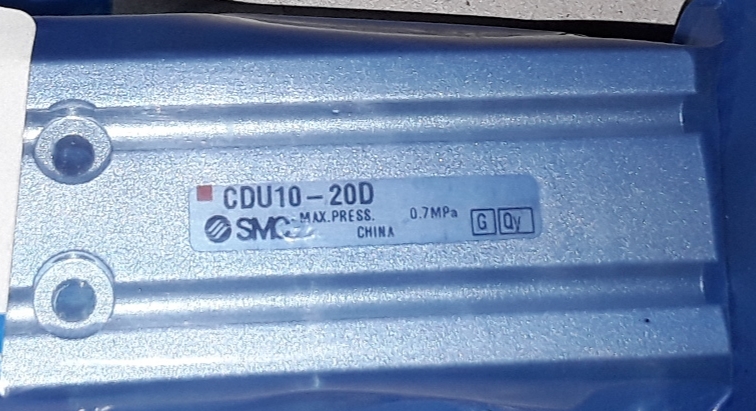 CDU10-20D
SMC MAX.PRESS. 0.7MPa
CHINA
G Qy